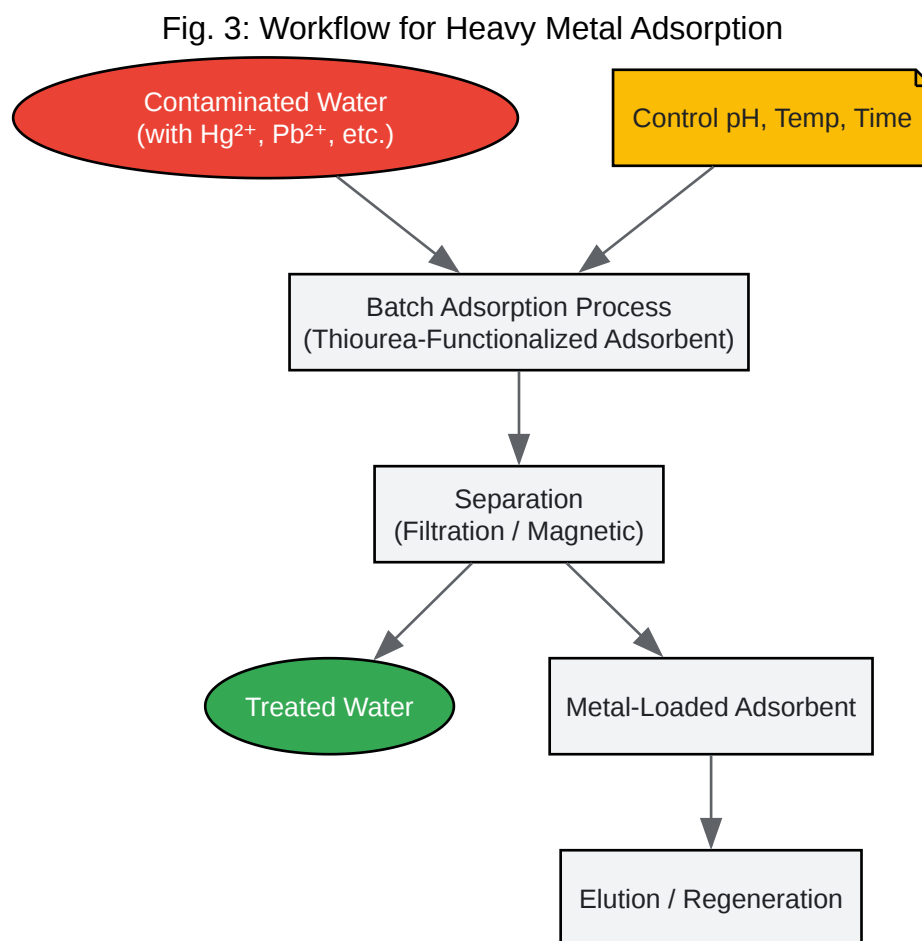 Fig. 3: Workflow for Heavy Metal Adsorption
Contaminated Water
(with Hg²⁺, Pb²⁺, etc.)
Control pH, Temp, Time
Batch Adsorption Process
(Thiourea-Functionalized Adsorbent)
Separation
(Filtration / Magnetic)
Treated Water
Metal-Loaded Adsorbent
Elution / Regeneration